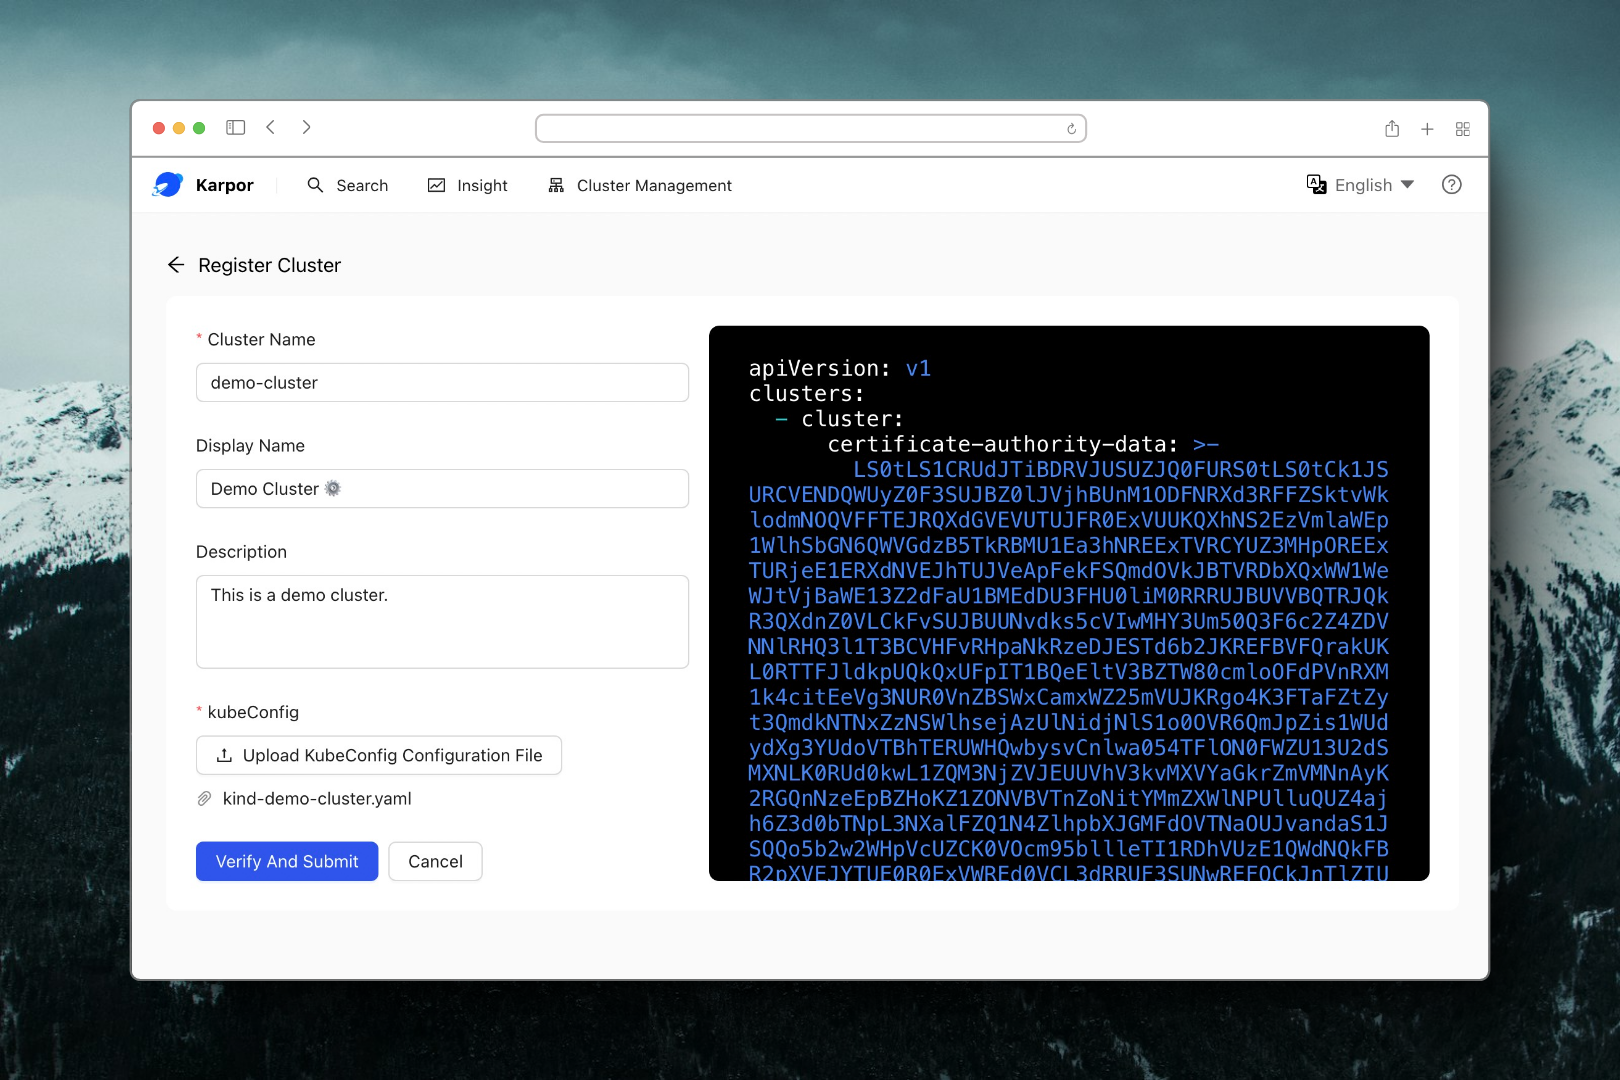 Karpor
Search
Insight
Cluster Management
English
Register Cluster
* Cluster Name
demo-cluster
Display Name
Demo Cluster
Description
This is a demo cluster.
* kubeConfig
Upload KubeConfig Configuration File
kind-demo-cluster.yaml
Verify And Submit
Cancel
apiVersion: v1
clusters:
- cluster:
certificate-authority-data: >-
LS0tLS1CRUdJTiBDRVJUSUZJQ0FURS0tLS0tCk1JS
URCVENDQWUyZ0F3SUJBZ0lJVjhBUnM1ODFNRXd3RFFZSktvWk
lodmNOQVFFTEJRQXdGVEVUTUJFR0ExVUUKQXhNS2EzVmlaWEp
1WlhSbGN6QWVGdzB5TkRBMU1Ea3hNREExTVRCYUZ3MHpOREEx
TURjeE1ERXdNVEJhTUJVeApFekFSQmdOVkJBTVRDbXQxWW1We
WJtVjBaWE13Z2dFaU1BMEdDU3FHU0liM0RRRUJBUVVBQTRJQk
R3QXdnZ0VLCkFvSUJBUUNvdks5cVIwMHY3Um50Q3F6c2Z4ZDV
NNlRHQ3l1T3BCVHFvRHpaNkRzeDJESTd6b2JKREFBVFQrakUK
L0RTTFJldkpUQkQxUFpIT1BQeEltV3BZTW80cmloOFdPVnRXM
1k4citEeVg3NUR0VnZBSWxCamxWZ25mVUJKRgo4K3FTaFZtZy
t3QmdkNTNxZzNSWlhsejAzUlNidjNlS1o0OVR6QmJpZis1WUd
ydXg3YUdoVTBhTERUWHQwbysvCnlwa054TFlON0FWZU13U2dS
MXNLK0RUd0kwL1ZQM3NjZVJEUUVhV3kvMXVYaGkrZmVMNnAyK
2RGQnNzeEpBZHoKZ1ZONVBVTnZoNitYMmZXWlNPUlluQUZ4aj
h6Z3d0bTNpL3NXalFZQ1N4ZlhpbXJGMFdOVTNaOUJvandaS1J
SQQo5b2w2WHpVcUZCK0VOcm95bllleTI1RDhVUzE1QWdNQkFB
R2pXVEJYTUE0R0ExVWREd0VCL3dRRUF3SUNwREFQCkJnTlZIU